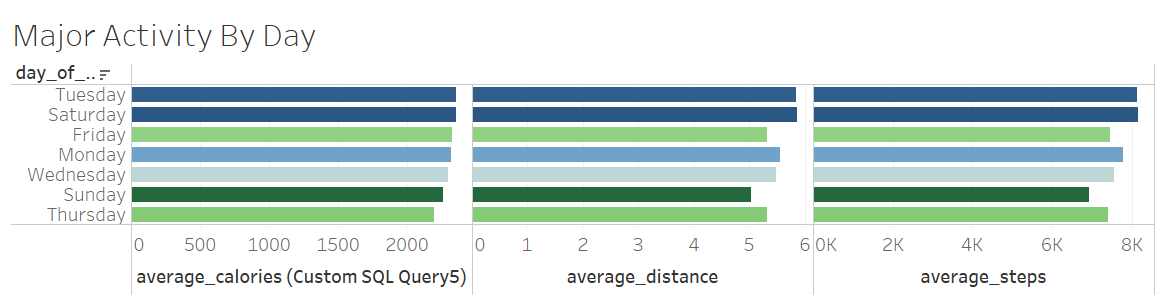 Major Activity By Day
day_of_..
Tuesday
Saturday
Friday
Monday
Wednesday
Sunday
Thursday
0 500 1000 1500 2000 0 1 2 3 4 5 6 0K 2K 4K 6K 8K
average_calories (Custom SQL Query5) average_distance average_steps